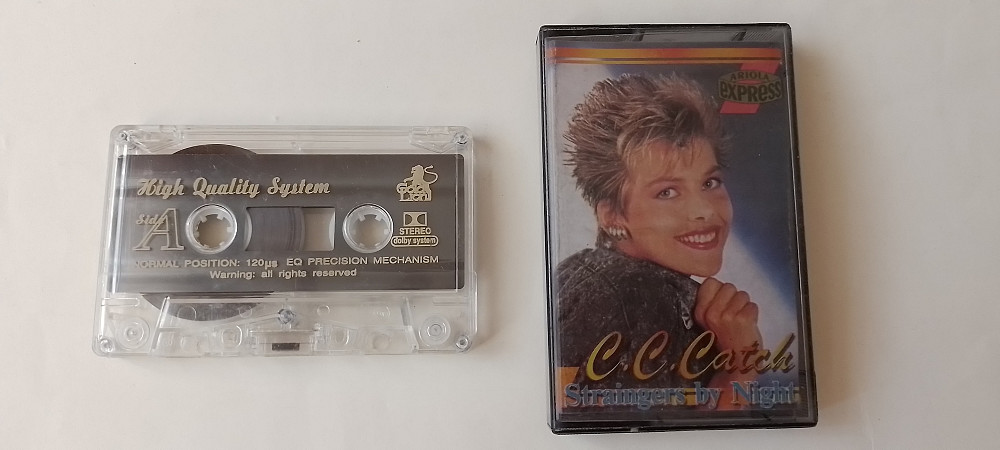 High Quality System
Gold
Lion
Side
A
STEREO
dolby system
NORMAL POSITION: 120µs EQ PRECISION MECHANISM
Warning: all rights reserved
ARIOLA
EXPRESS
C.C.Catch
Straingers by Night